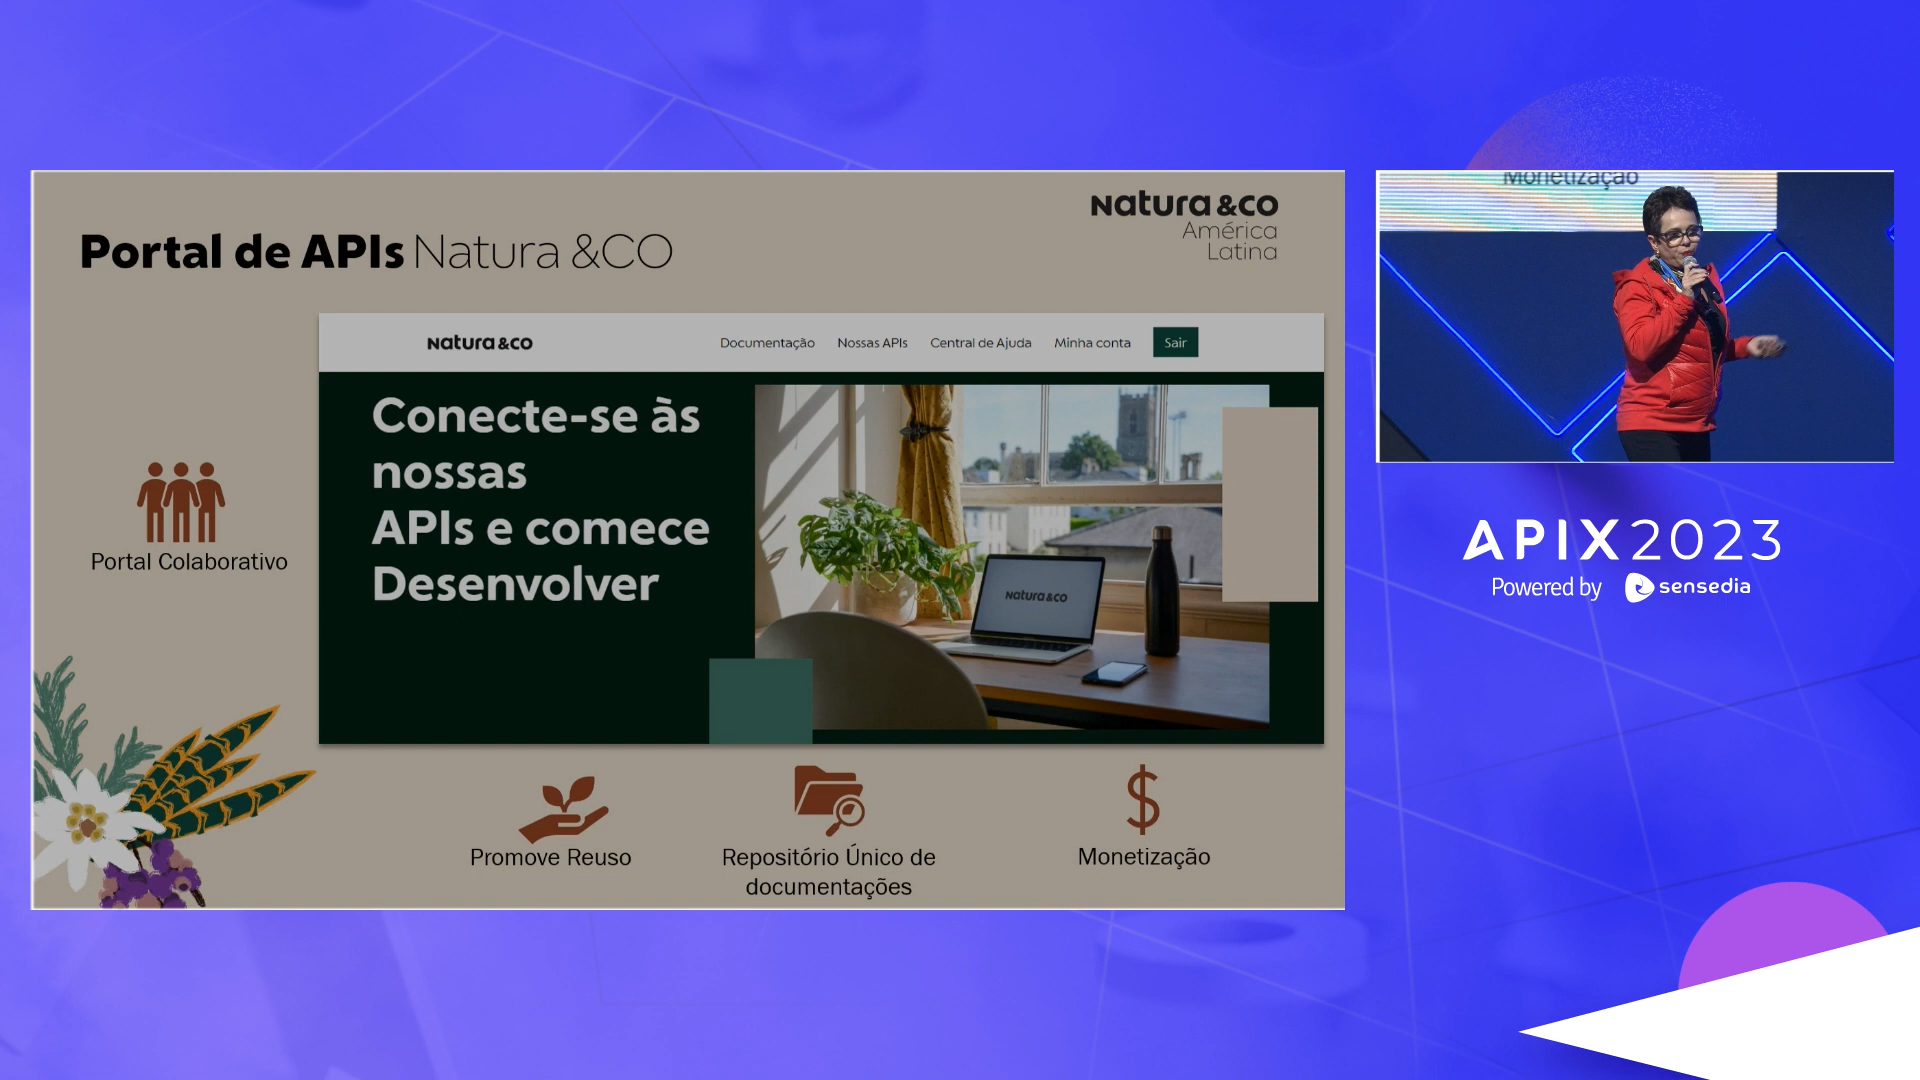 Portal de APIs Natura &CO
Natura &CO
América
Latina
Natura &CO
Documentação
Nossas APIs
Central de Ajuda
Minha conta
Sair
Conecte-se às
nossas
APIs e comece
Desenvolver
Natura &CO
Portal Colaborativo
Promove Reuso
Repositório Único de
documentações
Monetização
Monetização
APIX2023
Powered by sensedia